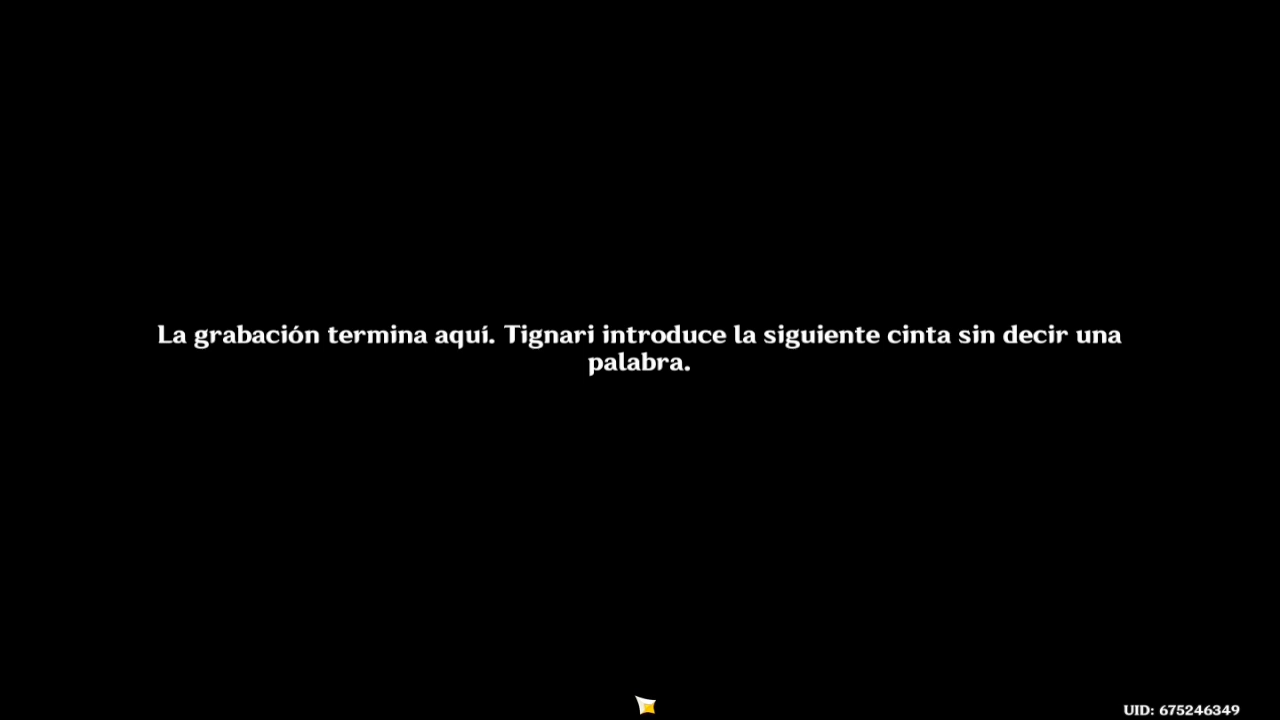 La grabación termina aquí. Tignari introduce la siguiente cinta sin decir una
palabra.
UID: 675246349